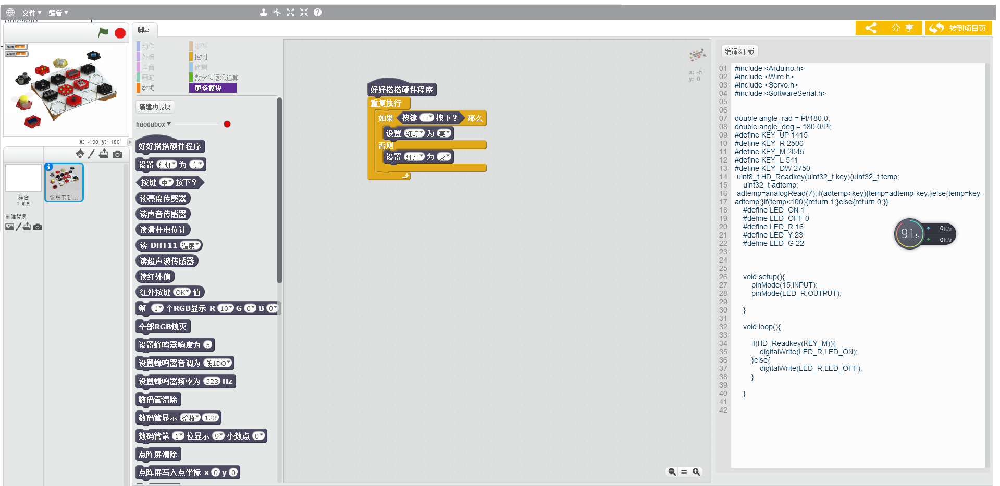 文件▼ 编辑▼
脚本
分 享
转到项目页
Num
Light
动作
外观
声音
画笔
数据
事件
控制
侦测
数字和逻辑运算
更多模块
新建功能块
haodabox▼
x: -190 y: 180
舞台
1 背景
新建背景
说明书封...
好好搭搭硬件程序
设置 红灯▼ 为 亮▼
按键 中▼ 按下？
读亮度传感器
读声音传感器
读滑杆电位计
读 DHT11 温度▼
读超声波传感器
读红外值
红外按键 OK▼ 值
第 1▼ 个RGB显示 R 10▼ G 0▼ B 0▼
全部RGB熄灭
设置蜂鸣器响度为 5
设置蜂鸣器音调为 低1DO▼
设置蜂鸣器频率为 523 Hz
数码管清除
数码管显示 整数▼ 123
数码管第 1▼ 位显示 9▼ 小数点 0▼
点阵屏清除
点阵屏写入点坐标 x 0 y 0
好好搭搭硬件程序
重复执行
如果 按键 中▼ 按下？ 那么
设置 红灯▼ 为 亮▼
否则
设置 红灯▼ 为 灭▼
x: -5
y: 0
编译&下载
01 #include <Arduino.h>
02 #include <Wire.h>
03 #include <Servo.h>
04 #include <SoftwareSerial.h>
05
06
07 double angle_rad = PI/180.0;
08 double angle_deg = 180.0/PI;
09 #define KEY_UP 1415
10 #define KEY_R 2500
11 #define KEY_M 2045
12 #define KEY_L 541
13 #define KEY_DW 2750
14 uint8_t HD_Readkey(uint32_t key){uint32_t temp;
15 uint32_t adtemp;
16 adtemp=analogRead(7);if(adtemp>key){temp=adtemp-key;}else{temp=key-
17 adtemp;}if(temp<100){return 1;}else{return 0;}}
18 #define LED_ON 1
19 #define LED_OFF 0
20 #define LED_R 16
21 #define LED_Y 23
22 #define LED_G 22
23
24
25
26 void setup(){
27 pinMode(15,INPUT);
28 pinMode(LED_R,OUTPUT);
29
30 }
31
32 void loop(){
33
34 if(HD_Readkey(KEY_M)){
35 digitalWrite(LED_R,LED_ON);
36 }else{
37 digitalWrite(LED_R,LED_OFF);
38 }
39
40 }
41
42
91%
0K/s
0K/s